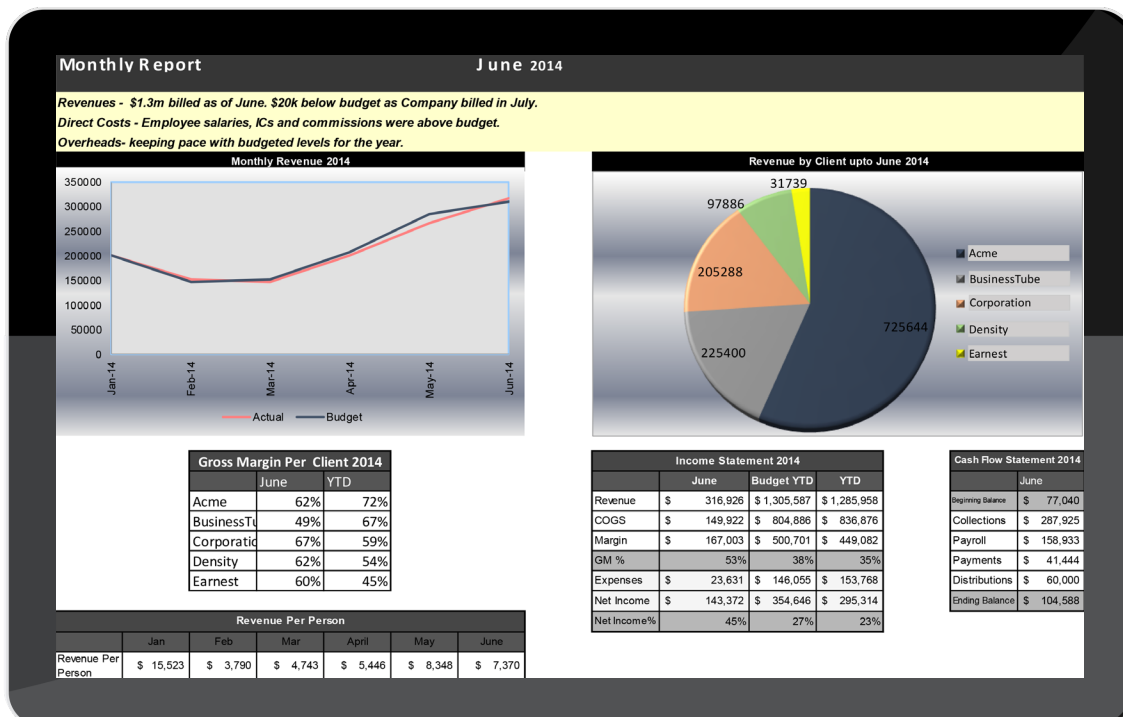 Monthly Report June 2014
Revenues - $1.3m billed as of June. $20k below budget as Company billed in July.
Direct Costs - Employee salaries, ICs and commissions were above budget.
Overheads- keeping pace with budgeted levels for the year.
Monthly Revenue 2014
350000
300000
250000
200000
150000
100000
50000
0
Jan-14
Feb-14
Mar-14
Apr-14
May-14
Jun-14
Actual Budget
Revenue by Client upto June 2014
31739
97886
205288
725644
225400
Acme
BusinessTube
Corporation
Density
Earnest
Gross Margin Per Client 2014
June YTD
Acme 62% 72%
BusinessTu 49% 67%
Corporatio 67% 59%
Density 62% 54%
Earnest 60% 45%
Income Statement 2014
June Budget YTD YTD
Revenue $ 316,926 $ 1,305,587 $ 1,285,958
COGS $ 149,922 $ 804,886 $ 836,876
Margin $ 167,003 $ 500,701 $ 449,082
GM % 53% 38% 35%
Expenses $ 23,631 $ 146,055 $ 153,768
Net Income $ 143,372 $ 354,646 $ 295,314
Net Income% 45% 27% 23%
Cash Flow Statement 2014
June
Beginning Balance $ 77,040
Collections $ 287,925
Payroll $ 158,933
Payments $ 41,444
Distributions $ 60,000
Ending Balance $ 104,588
Revenue Per Person
Jan Feb Mar April May June
Revenue Per
Person $ 15,523 $ 3,790 $ 4,743 $ 5,446 $ 8,348 $ 7,370